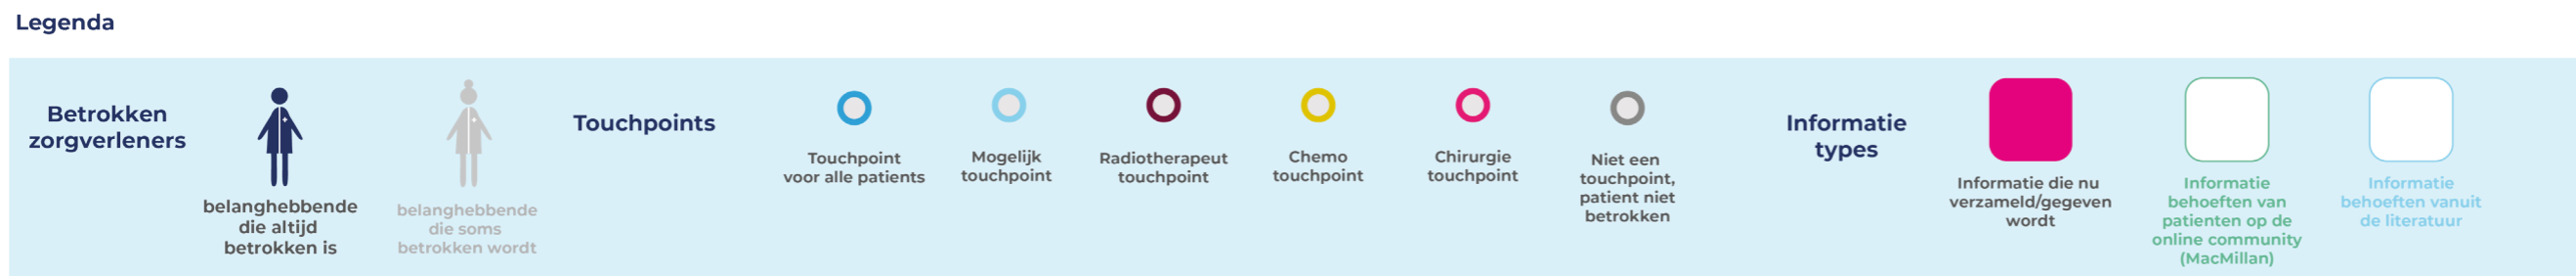 Legenda
Betrokken
zorgverleners
belanghebbende
die altijd
betrokken is
belanghebbende
die soms
betrokken wordt
Touchpoints
Touchpoint
voor alle patients
Mogelijk
touchpoint
Radiotherapeut
touchpoint
Chemo
touchpoint
Chirurgie
touchpoint
Niet een
touchpoint,
patient niet
betrokken
Informatie
types
Informatie die nu
verzameld/gegeven
wordt
Informatie
behoeften van
patienten op de
online community
(MacMillan)
Informatie
behoeften vanuit
de literatuur